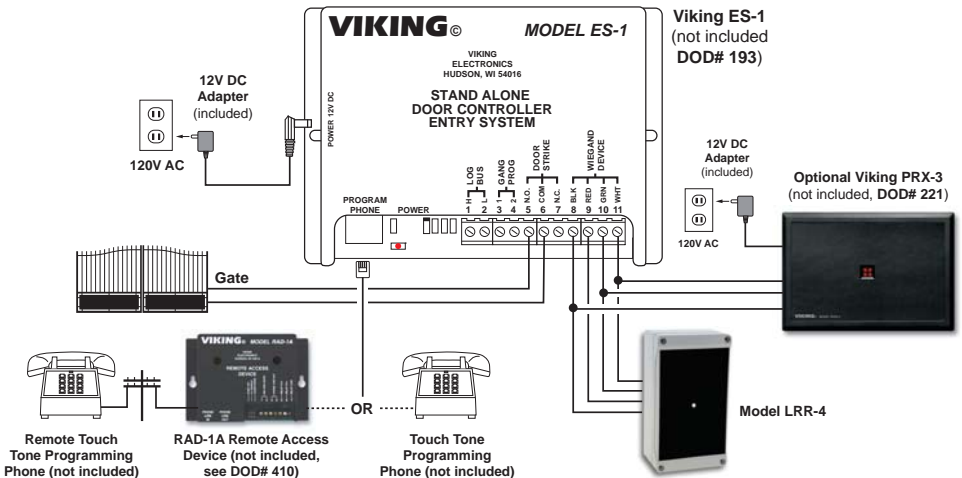 VIKING©
MODEL ES-1
VIKING
ELECTRONICS
HUDSON, WI 54016
STAND ALONE
DOOR CONTROLLER
ENTRY SYSTEM
POWER 12V DC
Viking ES-1
(not included
DOD# 193)
12V DC
Adapter
(included)
120V AC
LOG
BUS
GANG
PROG
DOOR
STRIKE
WIEGAND
DEVICE
H L+ 1 2 N.O. COM N.C. BLK RED GRN WHT
1 2 3 4 5 6 7 8 9 10 11
PROGRAM
PHONE
POWER
12V DC
Adapter
(included)
120V AC
Optional Viking PRX-3
(not included, DOD# 221)
VIKING
Gate
VIKING© MODEL RAD-1A
REMOTE ACCESS
DEVICE
OR
Model LRR-4
Remote Touch
Tone Programming
Phone (not included)
RAD-1A Remote Access
Device (not included,
see DOD# 410)
Touch Tone
Programming
Phone (not included)